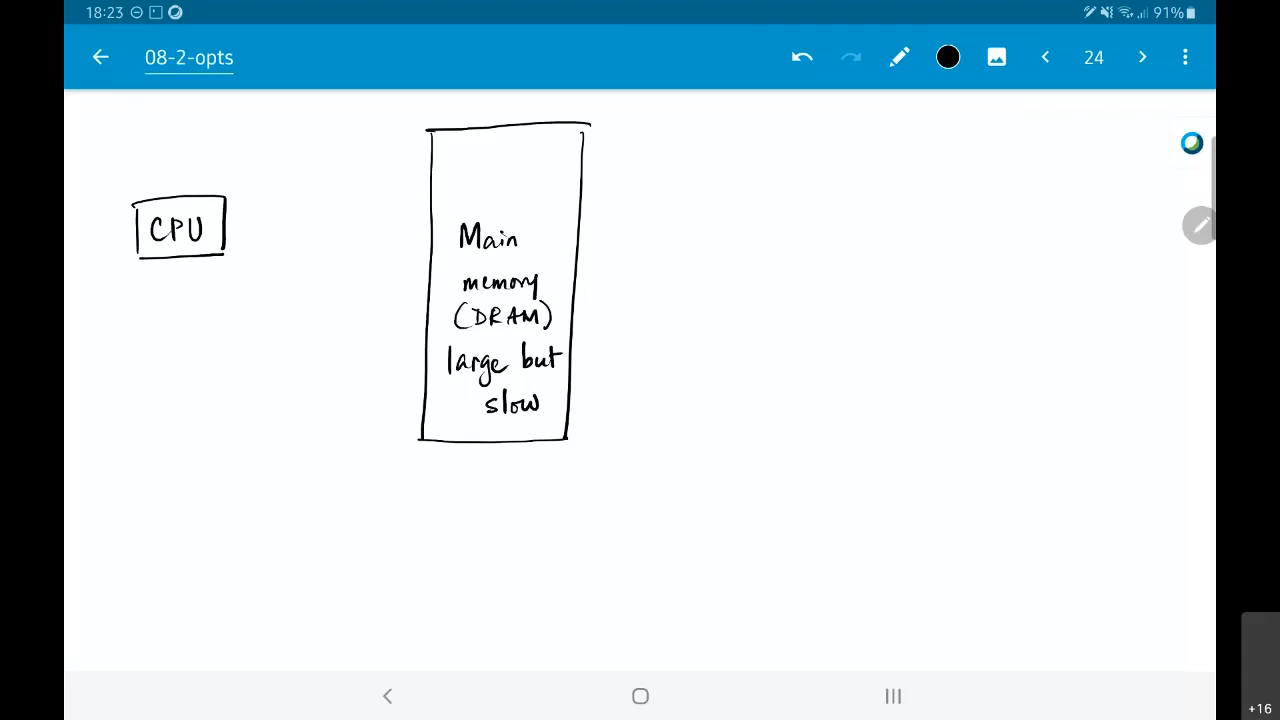 18:23
91%
08-2-opts
24
CPU
Main
memory
(DRAM)
large but
slow
+16